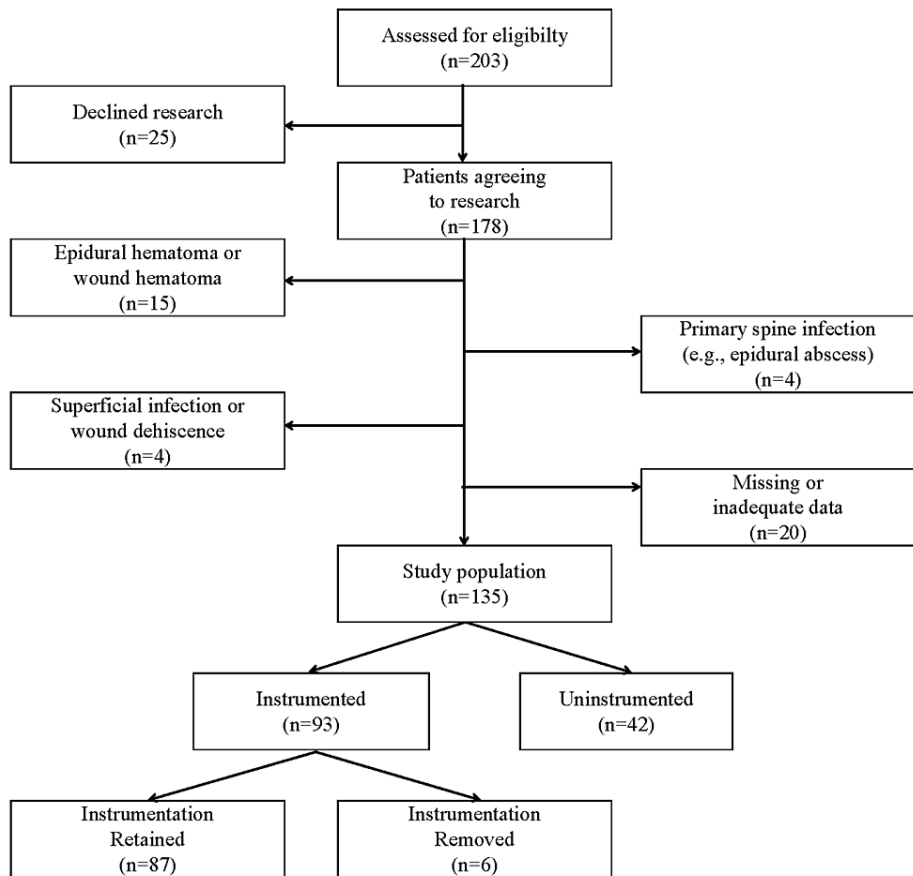 Assessed for eligibilty
(n=203)
Declined research
(n=25)
Patients agreeing
to research
(n=178)
Epidural hematoma or
wound hematoma
(n=15)
Primary spine infection
(e.g., epidural abscess)
(n=4)
Superficial infection or
wound dehiscence
(n=4)
Missing or
inadequate data
(n=20)
Study population
(n=135)
Instrumented
(n=93)
Uninstrumented
(n=42)
Instrumentation
Retained
(n=87)
Instrumentation
Removed
(n=6)